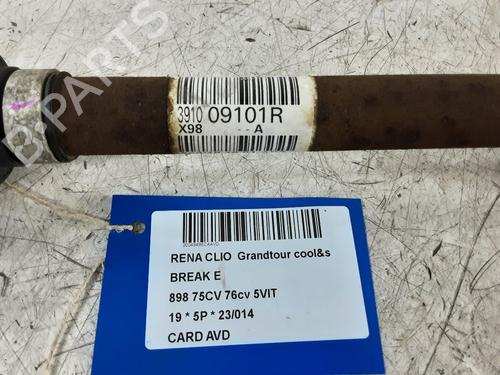 B-PARTS
3910 09101R
X98 -- A
RENA CLIO Grandtour cool&s
BREAK E
898 75CV 76cv 5VIT
19 * 5P * 23/014
CARD AVD